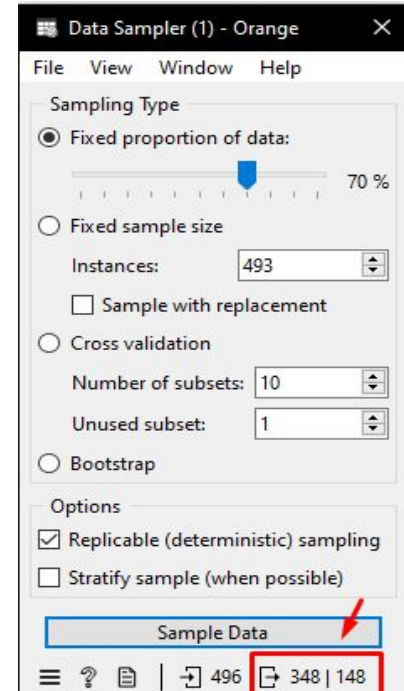 Data Sampler (1) - Orange
File View Window Help
Sampling Type
Fixed proportion of data:
70 %
Fixed sample size
Instances: 493
Sample with replacement
Cross validation
Number of subsets: 10
Unused subset: 1
Bootstrap
Options
Replicable (deterministic) sampling
Stratify sample (when possible)
Sample Data
? | 496 348 | 148